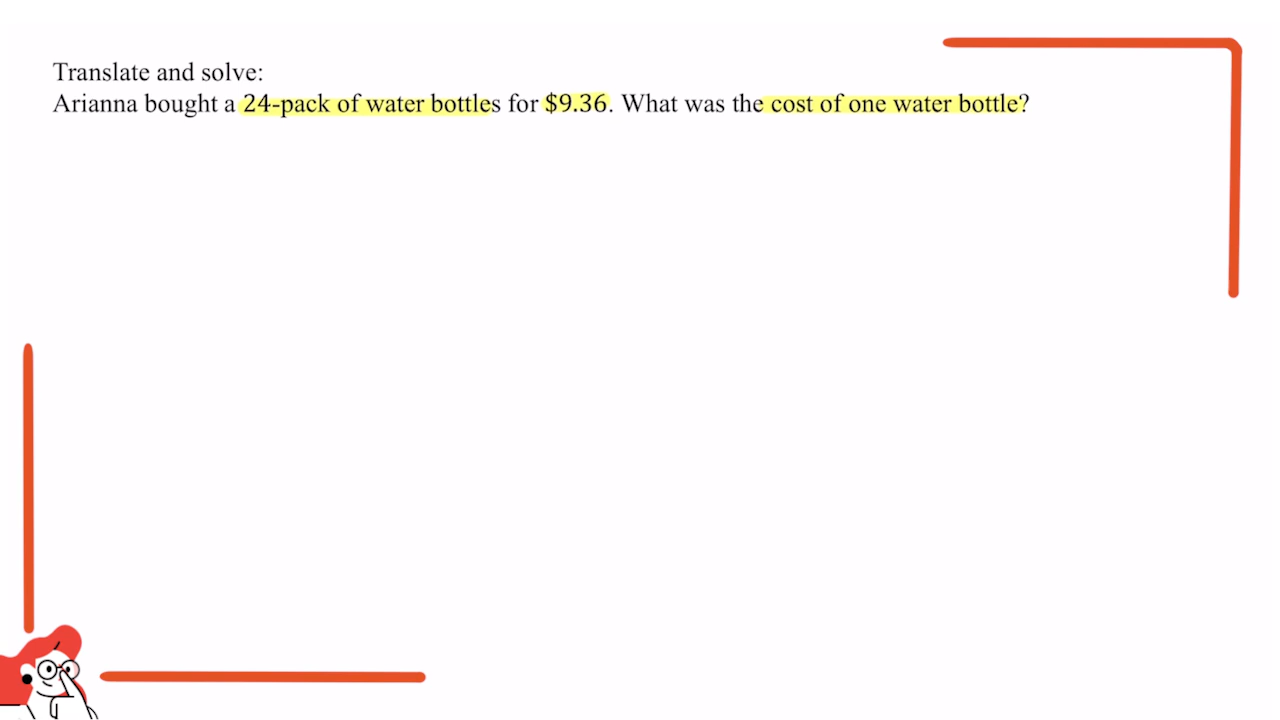 Translate and solve:
Arianna bought a 24-pack of water bottles for $9.36. What was the cost of one water bottle?